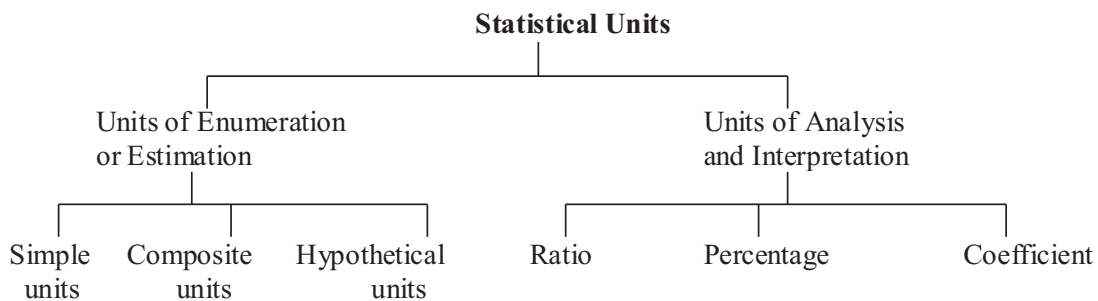 Statistical Units
Units of Enumeration
or Estimation
Units of Analysis
and Interpretation
Simple
units
Composite
units
Hypothetical
units
Ratio
Percentage
Coefficient